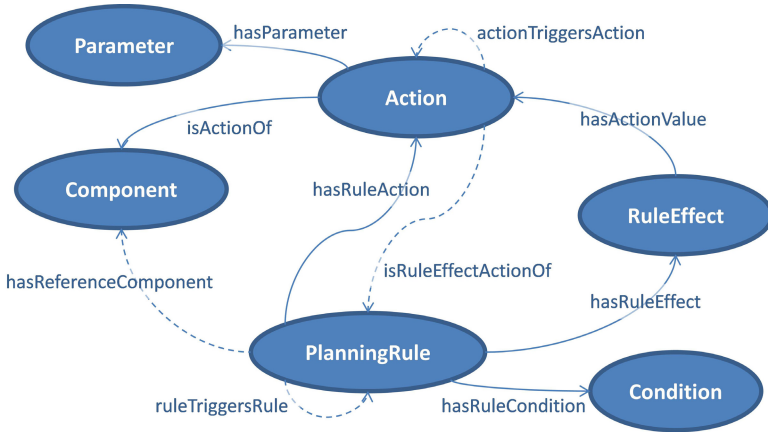 hasParameter
actionTriggersAction
Parameter
Action
hasActionValue
isActionOf
Component
hasRuleAction
RuleEffect
isRuleEffectActionOf
hasReferenceComponent
hasRuleEffect
PlanningRule
Condition
ruleTriggersRule
hasRuleCondition